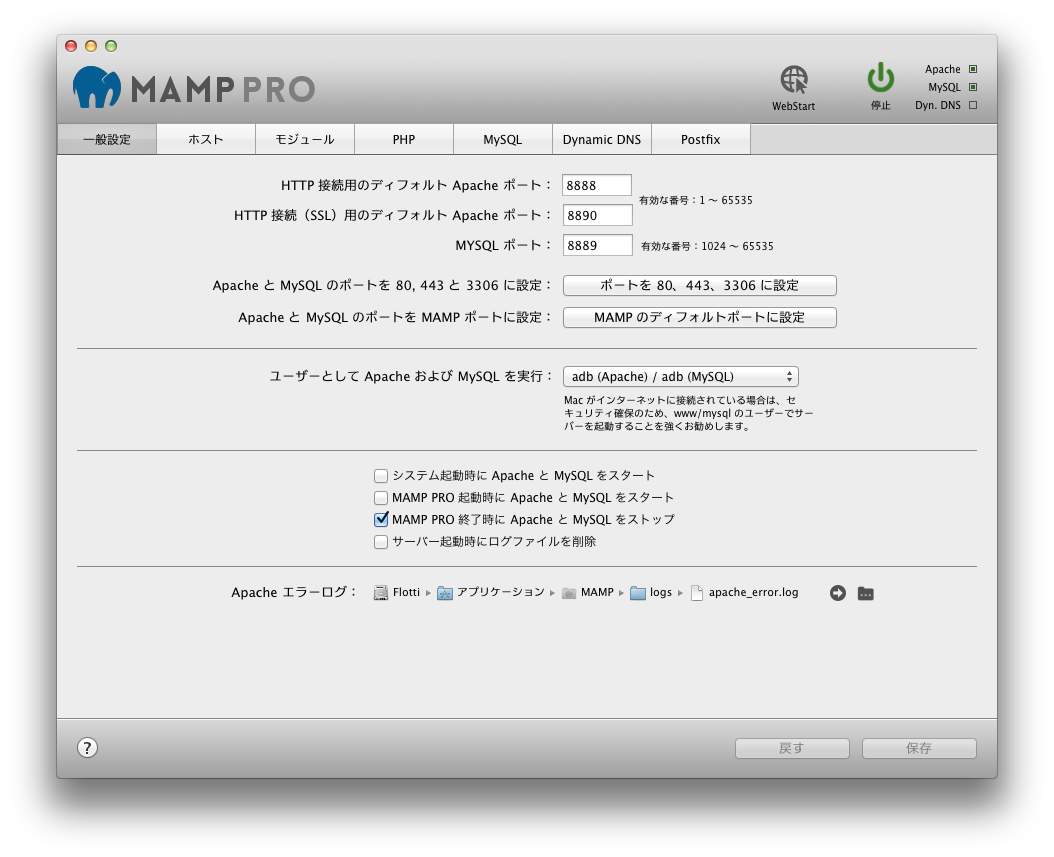 MAMP PRO
WebStart
停止
Apache
MySQL
Dyn. DNS
一般設定
ホスト
モジュール
PHP
MySQL
Dynamic DNS
Postfix
HTTP 接続用のディフォルト Apache ポート： 8888
有効な番号：1 〜 65535
HTTP 接続（SSL）用のディフォルト Apache ポート： 8890
MYSQL ポート： 8889 有効な番号：1024 〜 65535
Apache と MySQL のポートを 80, 443 と 3306 に設定： ポートを 80、443、3306 に設定
Apache と MySQL のポートを MAMP ポートに設定： MAMP のディフォルトポートに設定
ユーザーとして Apache および MySQL を実行： adb (Apache) / adb (MySQL)
Mac がインターネットに接続されている場合は、セ
キュリティ確保のため、www/mysql のユーザーでサー
バーを起動することを強くお勧めします。
システム起動時に Apache と MySQL をスタート
MAMP PRO 起動時に Apache と MySQL をスタート
MAMP PRO 終了時に Apache と MySQL をストップ
サーバー起動時にログファイルを削除
Apache エラーログ： Flotti ▸ アプリケーション ▸ MAMP ▸ logs ▸ apache_error.log
?
戻す
保存